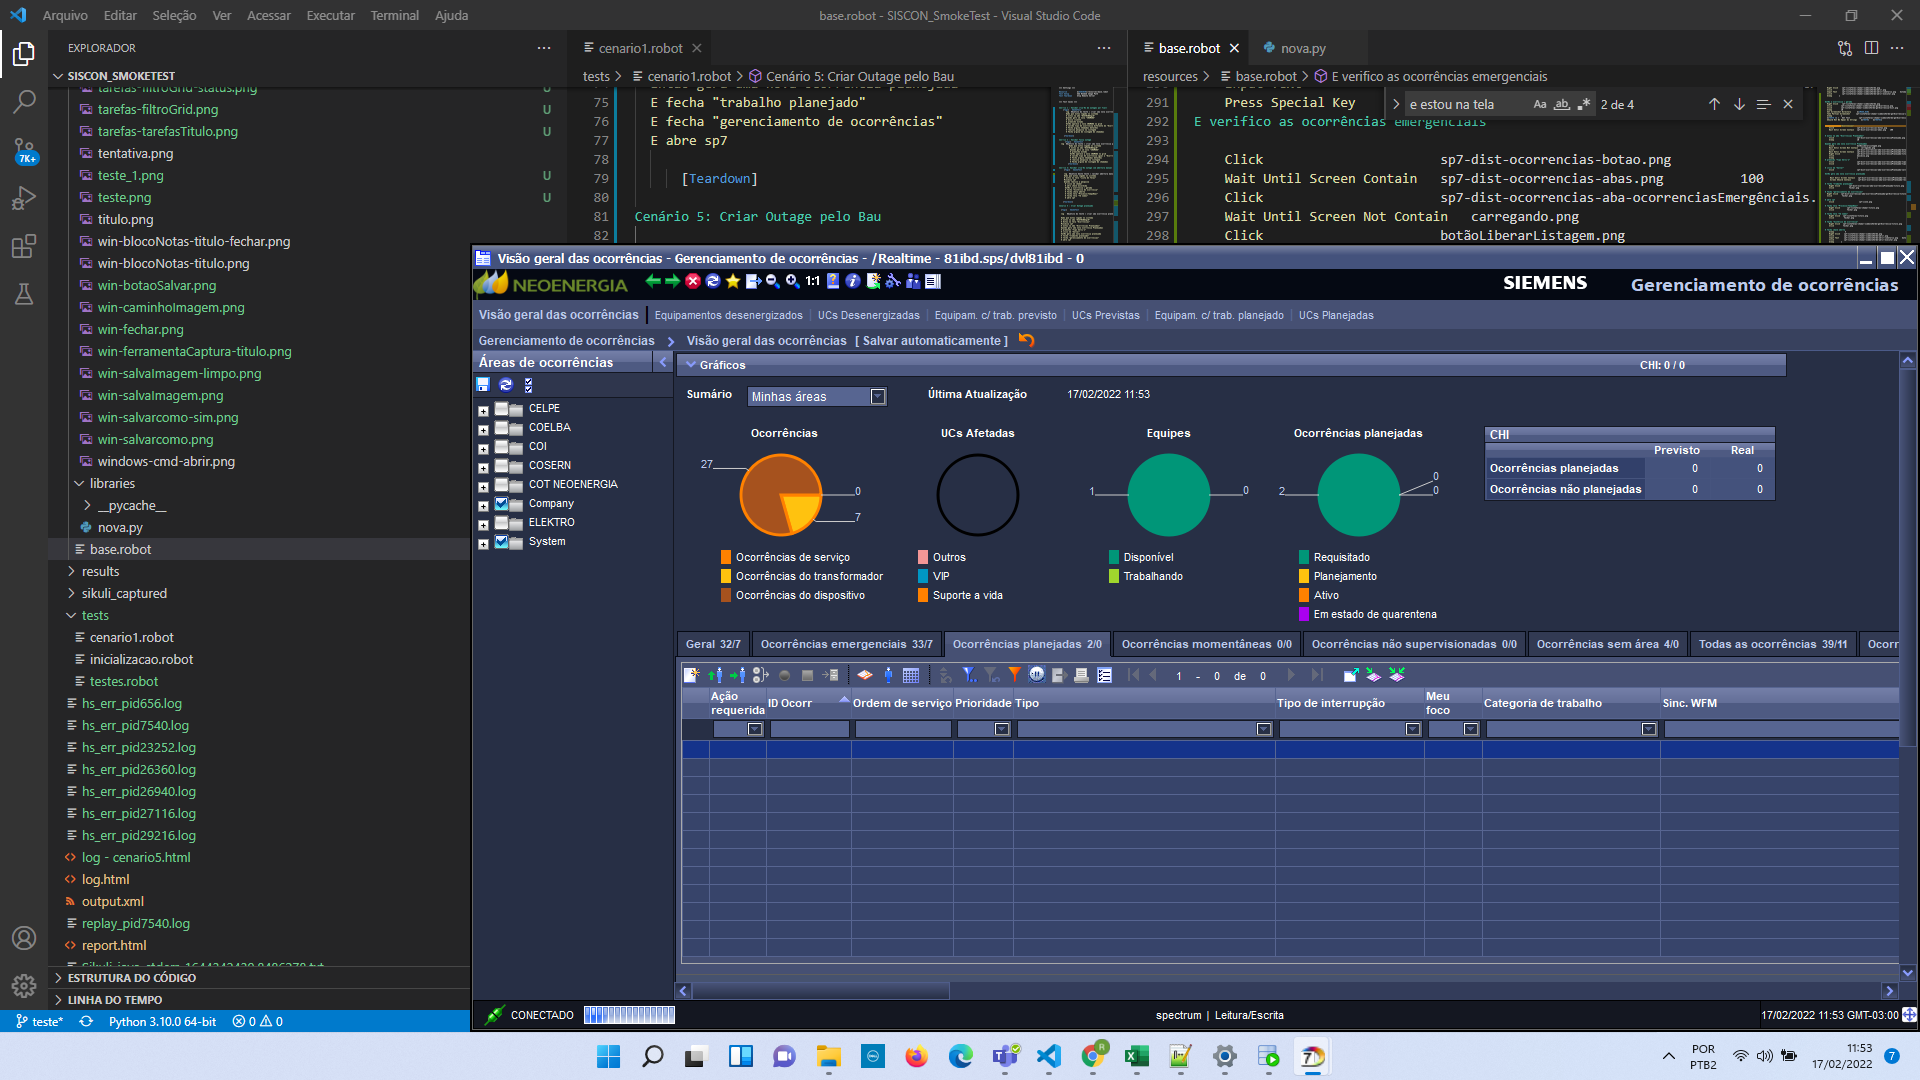 Arquivo Editar Seleção Ver Acessar Executar Terminal Ajuda
base.robot - SISCON_SmokeTest - Visual Studio Code
EXPLORADOR
SISCON_SMOKETEST
tarefas-filtroGrid-status.png U
tarefas-filtroGrid.png U
tarefas-tarefasTitulo.png U
tentativa.png
teste_1.png U
teste.png U
titulo.png
win-blocoNotas-titulo-fechar.png
win-blocoNotas-titulo.png
win-botaoSalvar.png
win-caminhoImagem.png
win-fechar.png
win-ferramentaCaptura-titulo.png
win-salvaImagem-limpo.png
win-salvaImagem.png
win-salvarcomo-sim.png
win-salvarcomo.png
windows-cmd-abrir.png
libraries
__pycache__
nova.py
base.robot
results
sikuli_captured
tests
cenario1.robot
inicializacao.robot
testes.robot
hs_err_pid656.log
hs_err_pid7540.log
hs_err_pid23252.log
hs_err_pid26360.log
hs_err_pid26940.log
hs_err_pid27116.log
hs_err_pid29216.log
log - cenario5.html
log.html
output.xml
replay_pid7540.log
report.html
ESTRUTURA DO CÓDIGO
LINHA DO TEMPO
7K+
teste* Python 3.10.0 64-bit 0 0
cenario1.robot
tests > cenario1.robot > Cenário 5: Criar Outage pelo Bau
75 E fecha "trabalho planejado"
76 E fecha "gerenciamento de ocorrências"
77 E abre sp7
78
79 [Teardown]
80
81 Cenário 5: Criar Outage pelo Bau
82
base.robot nova.py
resources > base.robot > E verifico as ocorrências emergenciais
e estou na tela Aa ab 2 de 4
291 Press Special Key
292 E verifico as ocorrências emergenciais
293
294 Click sp7-dist-ocorrencias-botao.png
295 Wait Until Screen Contain sp7-dist-ocorrencias-abas.png 100
296 Click sp7-dist-ocorrencias-aba-ocorrenciasEmergênciais.
297 Wait Until Screen Not Contain carregando.png
298 Click botãoLiberarListagem.png
Visão geral das ocorrências - Gerenciamento de ocorrências - /Realtime - 81ibd.sps/dvl81ibd - 0
NEOENERGIA 1:1 SIEMENS Gerenciamento de ocorrências
Visão geral das ocorrências Equipamentos desenergizados UCs Desenergizadas Equipam. c/ trab. previsto UCs Previstas Equipam. c/ trab. planejado UCs Planejadas
Gerenciamento de ocorrências > Visão geral das ocorrências [ Salvar automaticamente ]
Áreas de ocorrências
CELPE
COELBA
COI
COSERN
COT NEOENERGIA
Company
ELEKTRO
System
Gráficos CHI: 0 / 0
Sumário Minhas áreas Última Atualização 17/02/2022 11:53
Ocorrências
27 0 7
Ocorrências de serviço
Ocorrências do transformador
Ocorrências do dispositivo
UCs Afetadas
Outros
VIP
Suporte a vida
Equipes
1 0
Disponível
Trabalhando
Ocorrências planejadas
2 0 0
Requisitado
Planejamento
Ativo
Em estado de quarentena
CHI
Previsto Real
Ocorrências planejadas 0 0
Ocorrências não planejadas 0 0
Geral 32/7 Ocorrências emergenciais 33/7 Ocorrências planejadas 2/0 Ocorrências momentâneas 0/0 Ocorrências não supervisionadas 0/0 Ocorrências sem área 4/0 Todas as ocorrências 39/11 Ocorr
1 - 0 de 0
Ação requerida ID Ocorr Ordem de serviço Prioridade Tipo Tipo de interrupção Meu foco Categoria de trabalho Sinc. WFM
CONECTADO spectrum | Leitura/Escrita 17/02/2022 11:53 GMT-03:00
POR
PTB2
11:53
17/02/2022
7